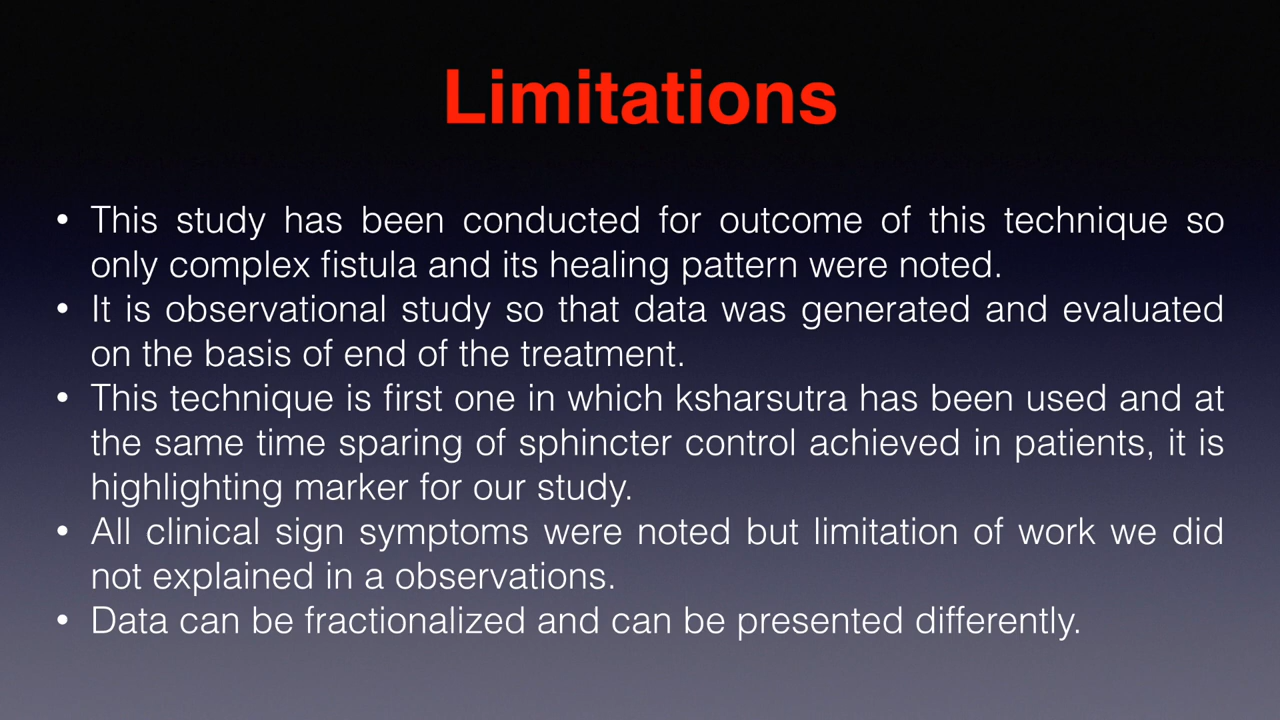 Limitations
• This study has been conducted for outcome of this technique so
only complex fistula and its healing pattern were noted.
• It is observational study so that data was generated and evaluated
on the basis of end of the treatment.
• This technique is first one in which ksharsutra has been used and at
the same time sparing of sphincter control achieved in patients, it is
highlighting marker for our study.
• All clinical sign symptoms were noted but limitation of work we did
not explained in a observations.
• Data can be fractionalized and can be presented differently.